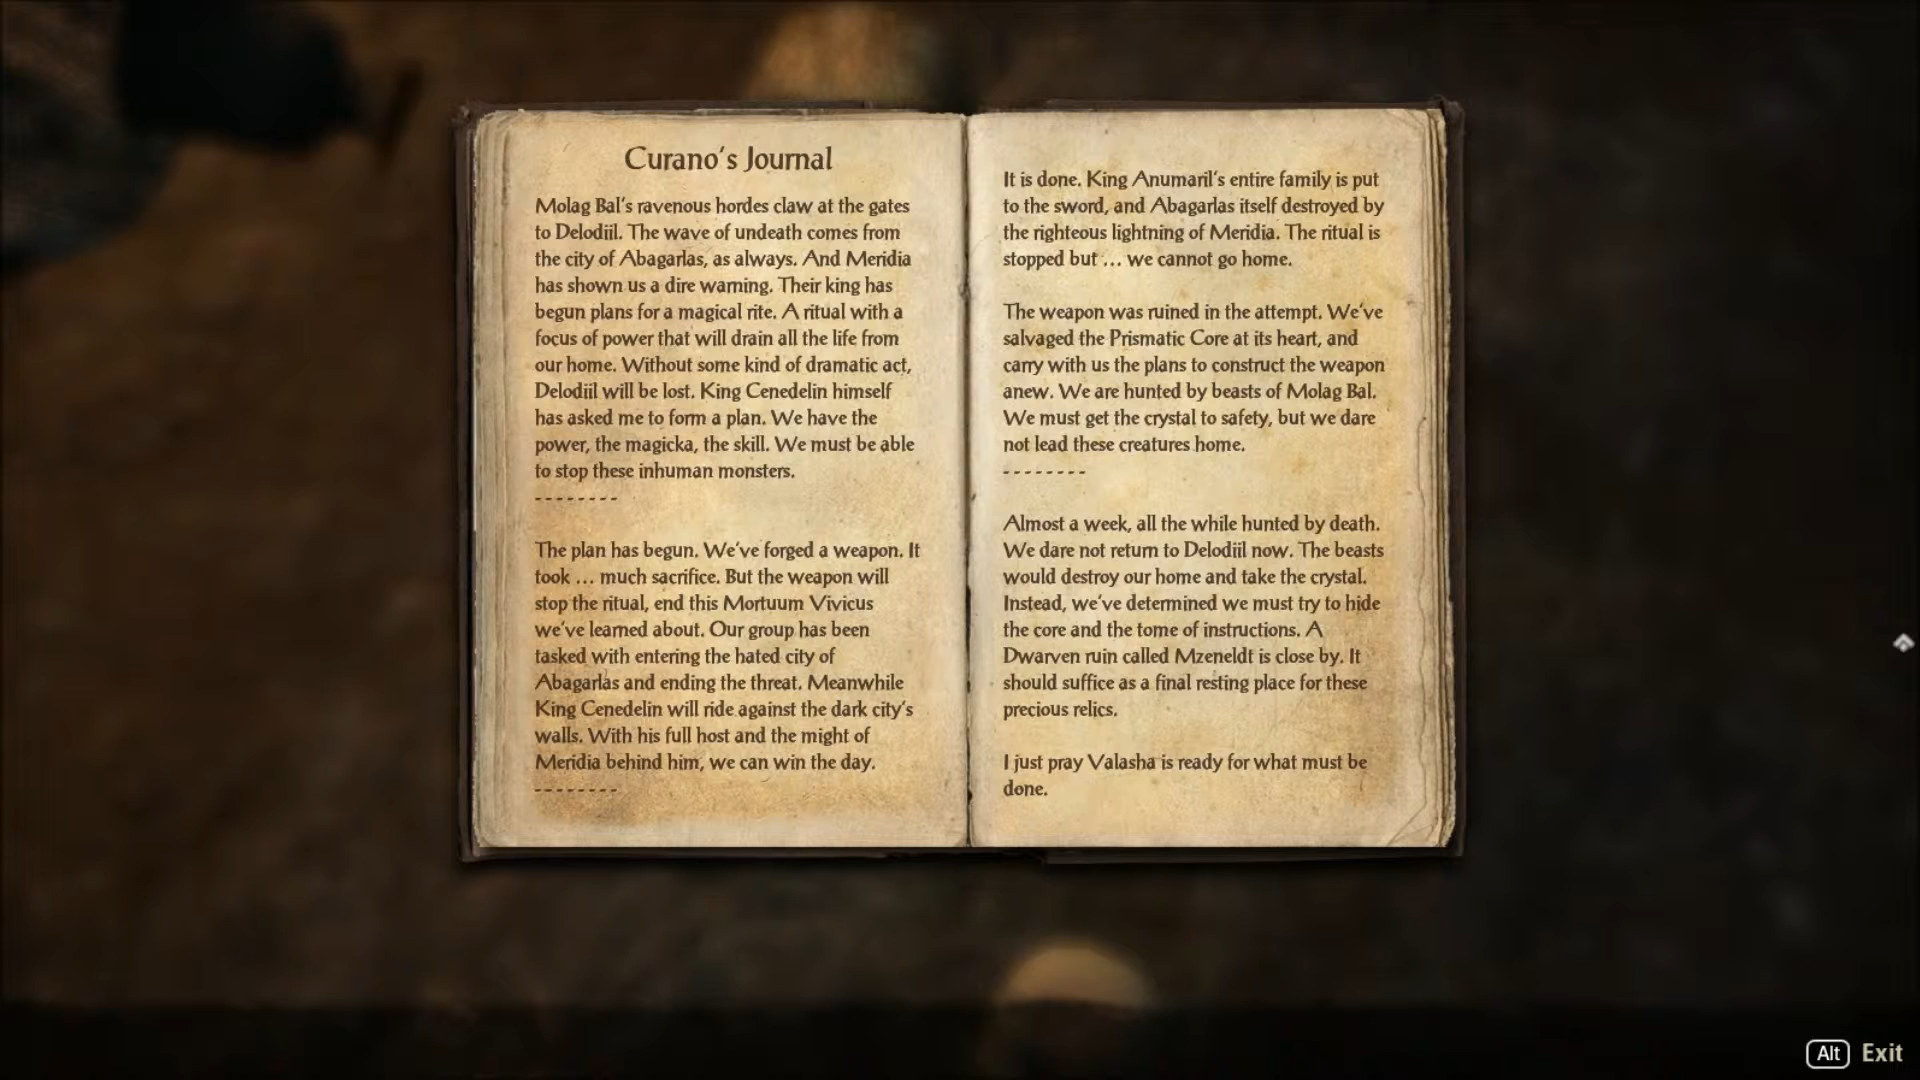 Curano's Journal
Molag Bal's ravenous hordes claw at the gates
to Delodiil. The wave of undeath comes from
the city of Abagarlas, as always. And Meridia
has shown us a dire warning. Their king has
begun plans for a magical rite. A ritual with a
focus of power that will drain all the life from
our home. Without some kind of dramatic act,
Delodiil will be lost. King Cenedelin himself
has asked me to form a plan. We have the
power, the magicka, the skill. We must be able
to stop these inhuman monsters.
--------
The plan has begun. We've forged a weapon. It
took ... much sacrifice. But the weapon will
stop the ritual, end this Mortuum Vivicus
we've learned about. Our group has been
tasked with entering the hated city of
Abagarlas and ending the threat. Meanwhile
King Cenedelin will ride against the dark city's
walls. With his full host and the might of
Meridia behind him, we can win the day.
--------
It is done. King Anumaril's entire family is put
to the sword, and Abagarlas itself destroyed by
the righteous lightning of Meridia. The ritual is
stopped but ... we cannot go home.
The weapon was ruined in the attempt. We've
salvaged the Prismatic Core at its heart, and
carry with us the plans to construct the weapon
anew. We are hunted by beasts of Molag Bal.
We must get the crystal to safety, but we dare
not lead these creatures home.
--------
Almost a week, all the while hunted by death.
We dare not return to Delodiil now. The beasts
would destroy our home and take the crystal.
Instead, we've determined we must try to hide
the core and the tome of instructions. A
Dwarven ruin called Mzeneldt is close by. It
should suffice as a final resting place for these
precious relics.
I just pray Valasha is ready for what must be
done.
Alt Exit